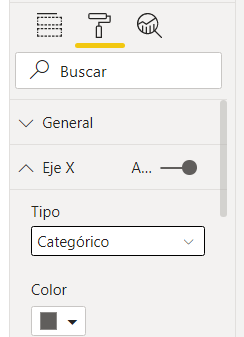 Buscar
General
Eje X A...
Tipo
Categórico
Color